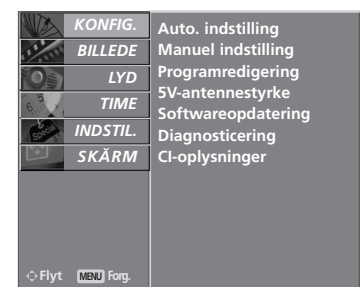 KONFIG.
BILLEDE
LYD
TIME
INDSTIL.
SKÄRM
Auto. indstilling
Manuel indstilling
Programredigering
5V-antennestyrke
Softwareopdatering
Diagnosticering
CI-oplysninger
Flyt MENU Forg.